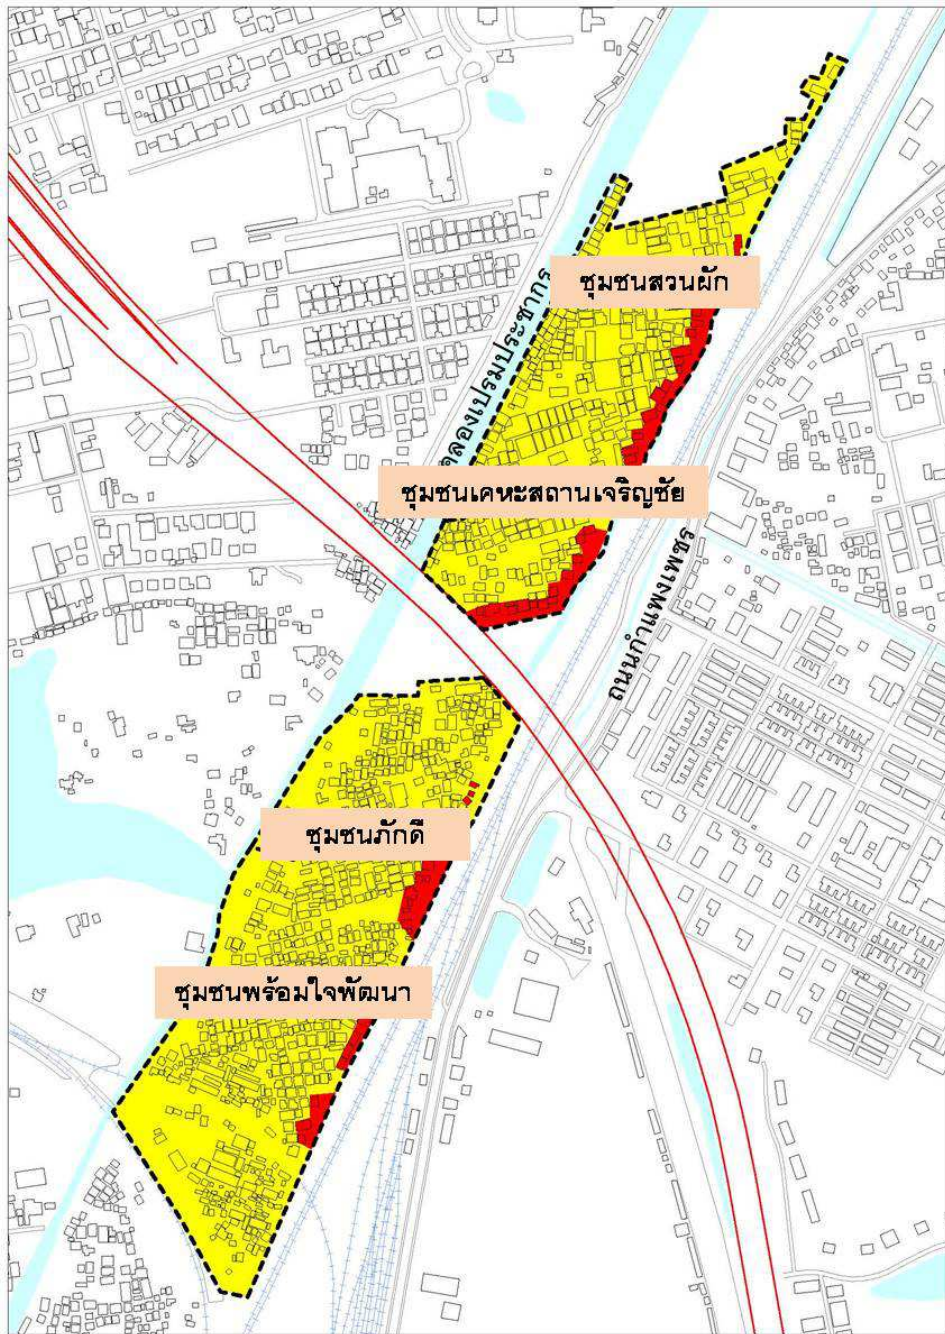 ชุมชนสวนผัก
คลองเปรมประชากร
ชุมชนเคหะสถานเจริญชัย
ถนนกำแพงเพชร
ชุมชนภักดี
ชุมชนพร้อมใจพัฒนา